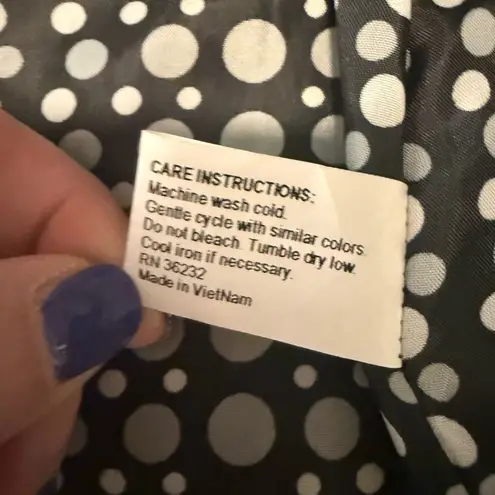 CARE INSTRUCTIONS:
Machine wash cold.
Gentle cycle with similar colors.
Do not bleach. Tumble dry low.
Cool iron if necessary.
RN 36232
Made in VietNam